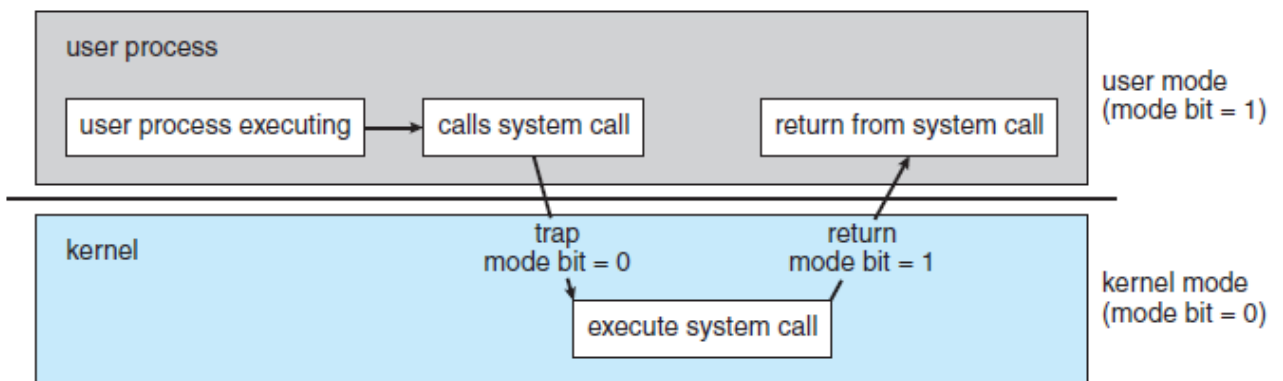 user process
user process executing
calls system call
return from system call
user mode
(mode bit = 1)
kernel
trap
mode bit = 0
return
mode bit = 1
execute system call
kernel mode
(mode bit = 0)